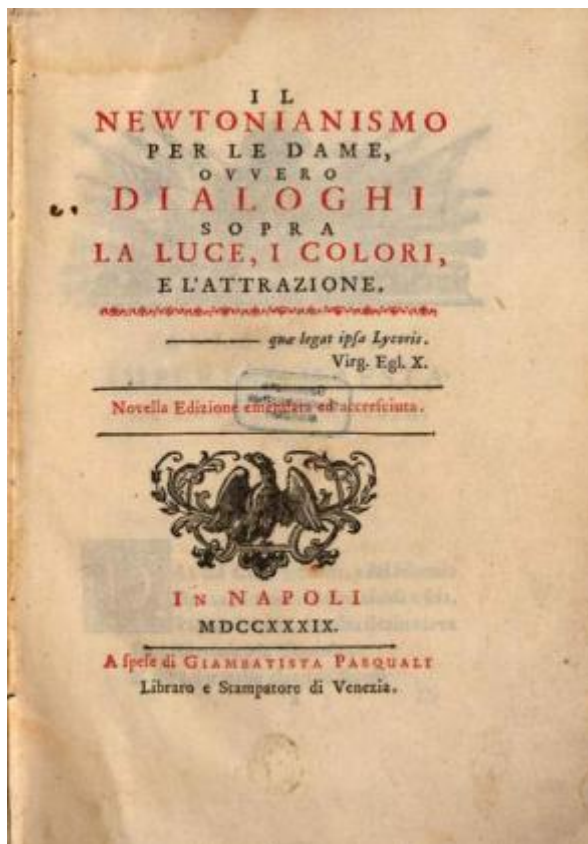 IL
NEWTONIANISMO
PER LE DAME,
OVVERO
DIALOGHI
SOPRA
LA LUCE, I COLORI,
E L'ATTRAZIONE.
quæ legat ipſa Lycoris.
Virg. Egl. X.
Novella Edizione emendata ed accreſciuta.
IN NAPOLI
MDCCXXXIX.
A ſpeſe di GIAMBATISTA PASQUALI
Libraro e Stampatore di Venezia.